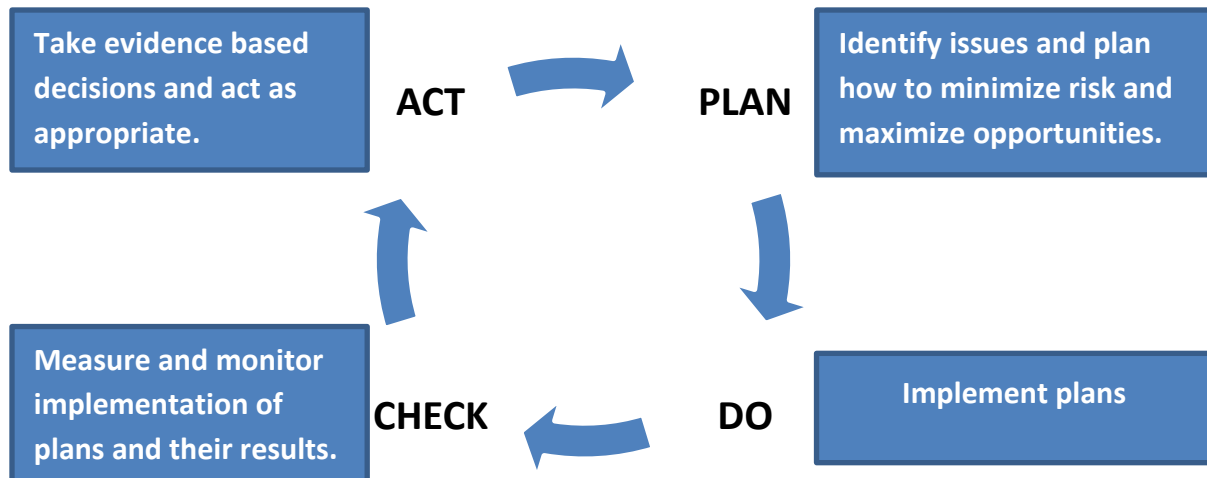 Take evidence based
decisions and act as
appropriate.
ACT
PLAN
Identify issues and plan
how to minimize risk and
maximize opportunities.
Measure and monitor
implementation of
plans and their results.
CHECK
DO
Implement plans